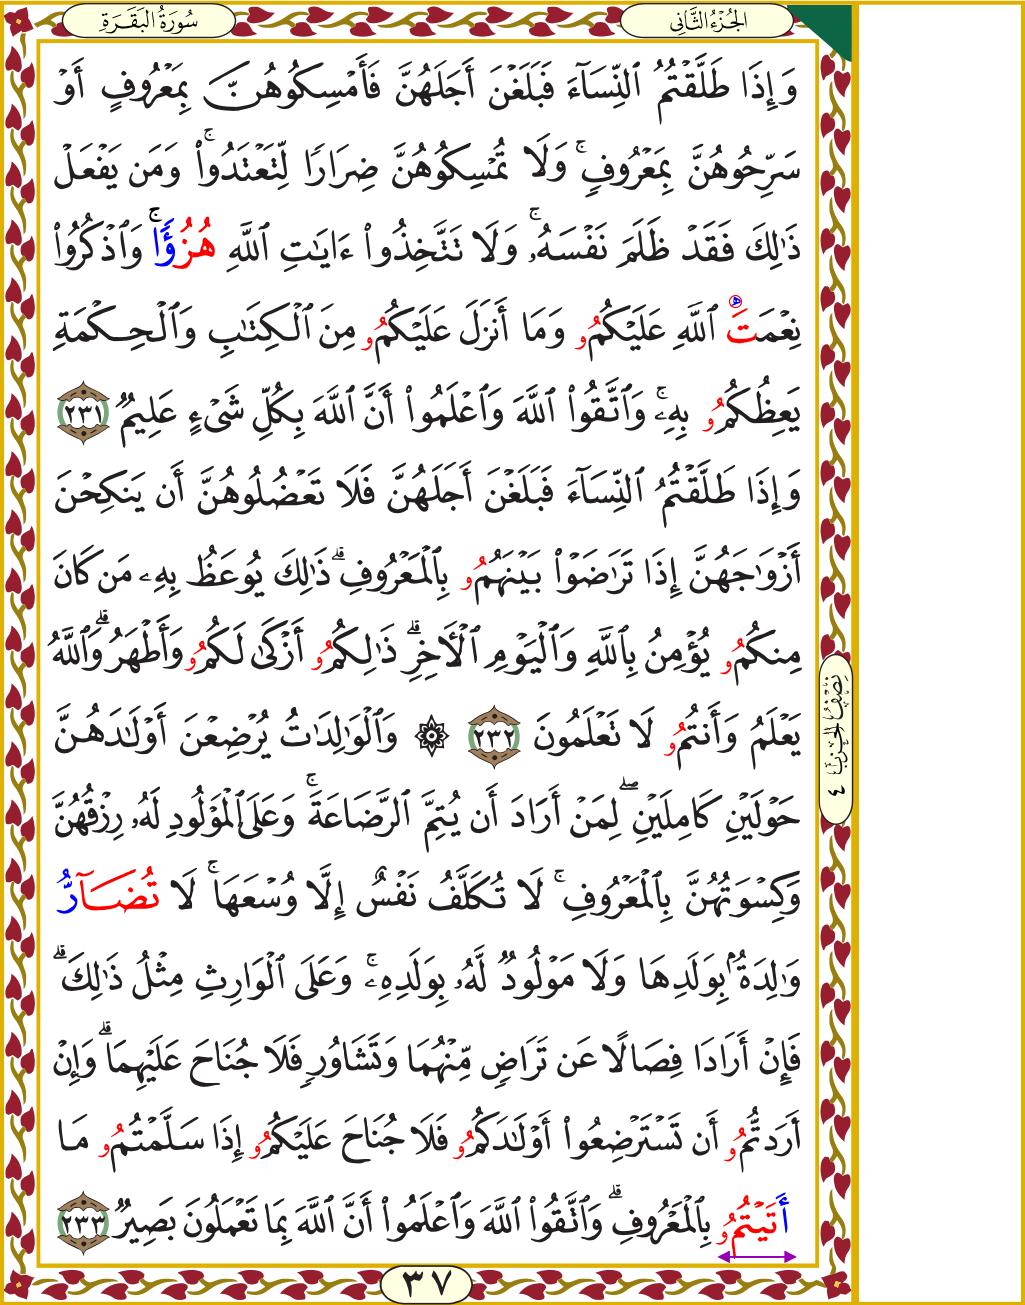 الجُزْءُ الثَّانِي
سُورَةُ البَقَرَةِ
وَإِذَا طَلَّقْتُمُ ٱلنِّسَآءَ فَبَلَغْنَ أَجَلَهُنَّ فَأَمْسِكُوهُنَّ بِمَعْرُوفٍ أَوْ
سَرِّحُوهُنَّ بِمَعْرُوفٍۚ وَلَا تُمْسِكُوهُنَّ ضِرَارًا لِّتَعْتَدُوا۟ۚ وَمَن يَفْعَلْ
ذَٰلِكَ فَقَدْ ظَلَمَ نَفْسَهُۥۚ وَلَا تَتَّخِذُوٓا۟ ءَايَٰتِ ٱللَّهِ هُزُؤًاۚ وَٱذْكُرُوا۟
نِعْمَتَ ٱللَّهِ عَلَيْكُمُۥ وَمَا أَنزَلَ عَلَيْكُمُۥ مِنَ ٱلْكِتَٰبِ وَٱلْحِكْمَةِ
يَعِظُكُمُۥ بِهِۦۚ وَٱتَّقُوا۟ ٱللَّهَ وَٱعْلَمُوا۟ أَنَّ ٱللَّهَ بِكُلِّ شَىْءٍ عَلِيمٌ ٢٣١
وَإِذَا طَلَّقْتُمُ ٱلنِّسَآءَ فَبَلَغْنَ أَجَلَهُنَّ فَلَا تَعْضُلُوهُنَّ أَن يَنكِحْنَ
أَزْوَٰجَهُنَّ إِذَا تَرَٰضَوْا۟ بَيْنَهُمُۥ بِٱلْمَعْرُوفِۗ ذَٰلِكَ يُوعَظُ بِهِۦ مَن كَانَ
مِنكُمُۥ يُؤْمِنُ بِٱللَّهِ وَٱلْيَوْمِ ٱلْأَخِرِۗ ذَٰلِكُمُۥ أَزْكَىٰ لَكُمُۥ وَأَطْهَرُۗ وَٱللَّهُ
يَعْلَمُ وَأَنتُمُۥ لَا تَعْلَمُونَ ٢٣٢ ۞ وَٱلْوَٰلِدَٰتُ يُرْضِعْنَ أَوْلَٰدَهُنَّ
حَوْلَيْنِ كَامِلَيْنِۖ لِمَنْ أَرَادَ أَن يُتِمَّ ٱلرَّضَاعَةَۚ وَعَلَى ٱلْمَوْلُودِ لَهُۥ رِزْقُهُنَّ
وَكِسْوَتُهُنَّ بِٱلْمَعْرُوفِۚ لَا تُكَلَّفُ نَفْسٌ إِلَّا وُسْعَهَاۚ لَا تُضَآرُّ
وَٰلِدَةٌۢ بِوَلَدِهَا وَلَا مَوْلُودٌ لَّهُۥ بِوَلَدِهِۦۚ وَعَلَى ٱلْوَارِثِ مِثْلُ ذَٰلِكَۗ
فَإِنْ أَرَادَا فِصَالًا عَن تَرَاضٍ مِّنْهُمَا وَتَشَاوُرٍ فَلَا جُنَاحَ عَلَيْهِمَاۗ وَإِنْ
أَرَدتُّمُۥ أَن تَسْتَرْضِعُوا۟ أَوْلَٰدَكُمُۥ فَلَا جُنَاحَ عَلَيْكُمُۥ إِذَا سَلَّمْتُمُۥ مَا
أَتَيْتُمُۥ بِٱلْمَعْرُوفِۗ وَٱتَّقُوا۟ ٱللَّهَ وَٱعْلَمُوا۟ أَنَّ ٱللَّهَ بِمَا تَعْمَلُونَ بَصِيرٌ ٢٣٣
نِصْفُ الْحِزْبِ ٤
٣٧